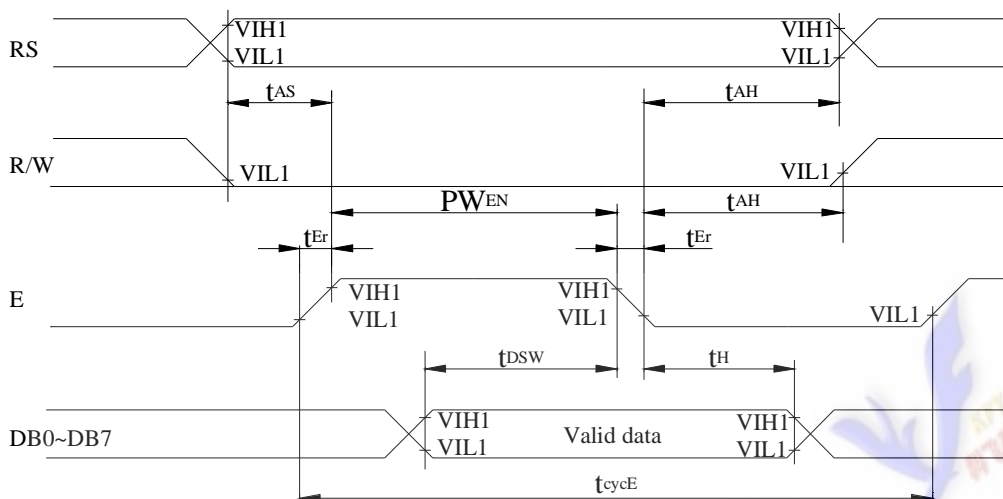 RS
VIH1 VIH1
VIL1 VIL1
tAS tAH
R/W
VIL1 VIL1
PWEN tAH
tEr tEr
E
VIH1 VIH1
VIL1 VIL1 VIL1
tDSW tH
VIH1 VIH1
DB0~DB7 Valid data
VIL1 VIL1
tcycE